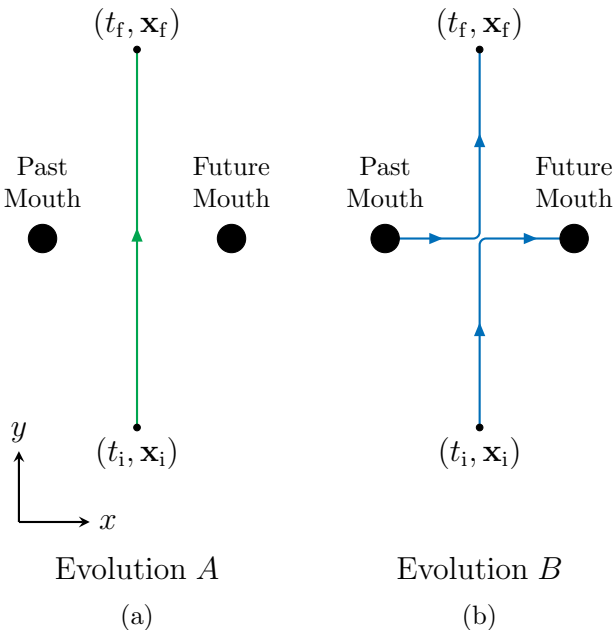 (t_f, x_f)
Past
Mouth
Future
Mouth
(t_i, x_i)
y
x
Evolution A
(a)
(t_f, x_f)
Past
Mouth
Future
Mouth
(t_i, x_i)
Evolution B
(b)